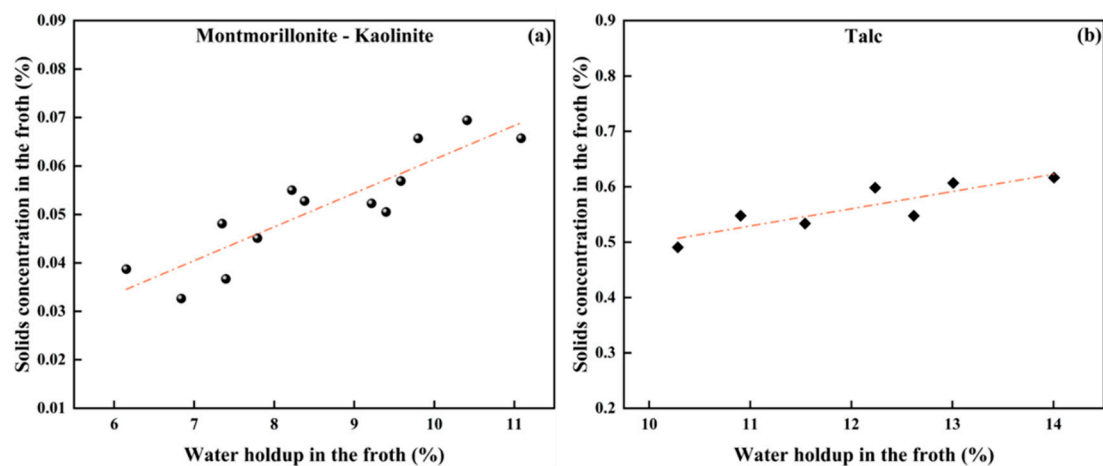 Montmorillonite - Kaolinite (a)
Solids concentration in the froth (%)
0.09
0.08
0.07
0.06
0.05
0.04
0.03
0.02
0.01
6 7 8 9 10 11
Water holdup in the froth (%)
Talc (b)
Solids concentration in the froth (%)
0.9
0.8
0.7
0.6
0.5
0.4
0.3
0.2
10 11 12 13 14
Water holdup in the froth (%)